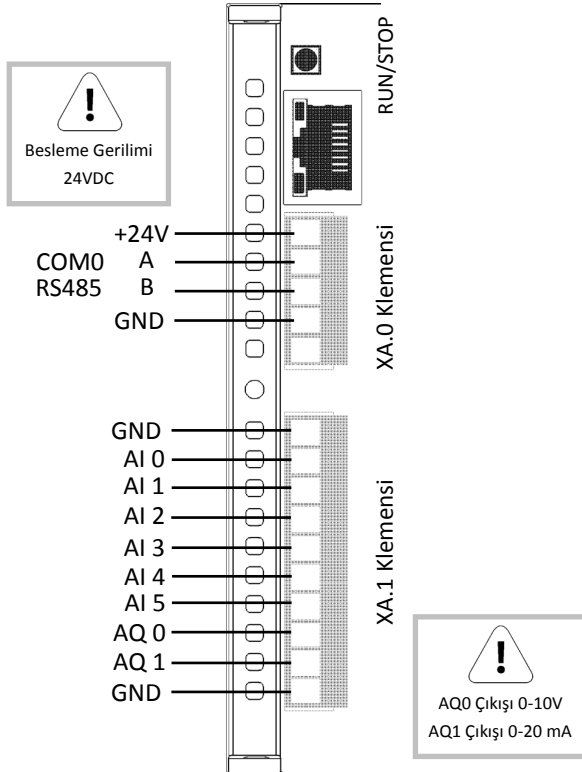 RUN/STOP
!
Besleme Gerilimi
24VDC
+24V
COM0 A
RS485 B
GND
XA.0 Klemensi
GND
AI 0
AI 1
AI 2
AI 3
AI 4
AI 5
AQ 0
AQ 1
GND
XA.1 Klemensi
!
AQ0 Çıkışı 0-10V
AQ1 Çıkışı 0-20 mA